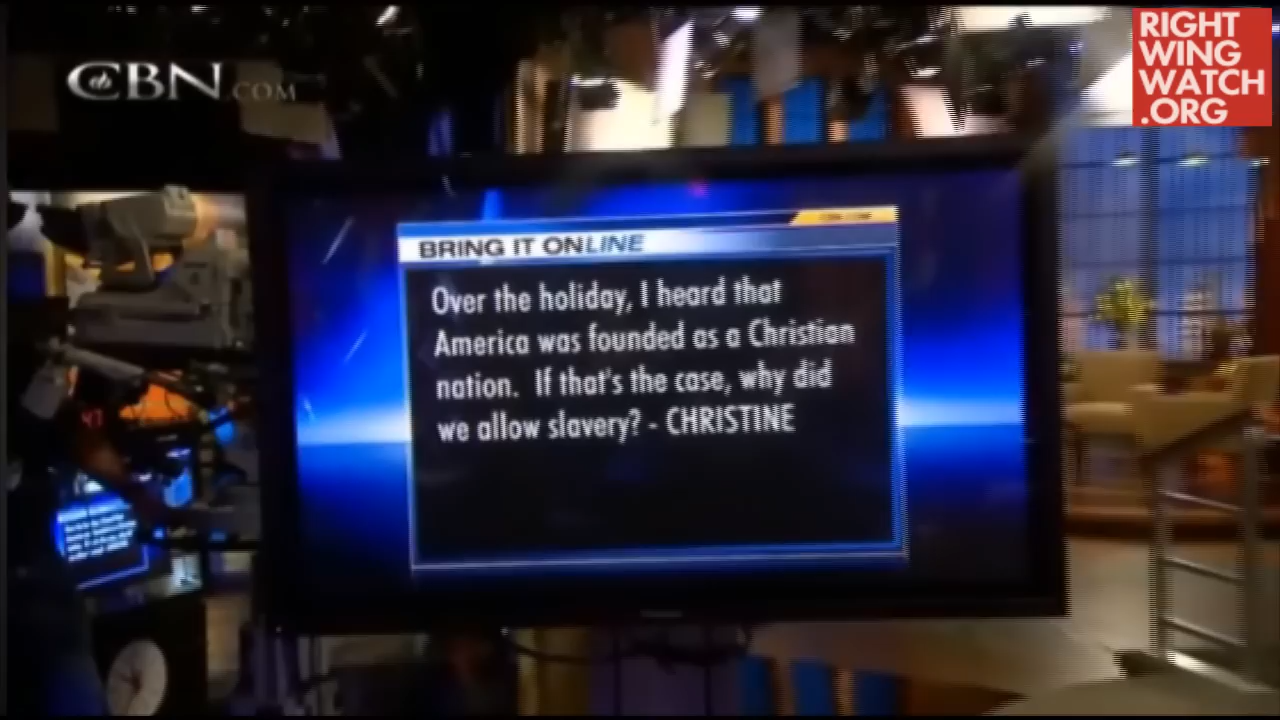 CBN.COM
RIGHT
WING
WATCH
.ORG
BRING IT ONLINE
Over the holiday, I heard that
America was founded as a Christian
nation. If that's the case, why did
we allow slavery? - CHRISTINE